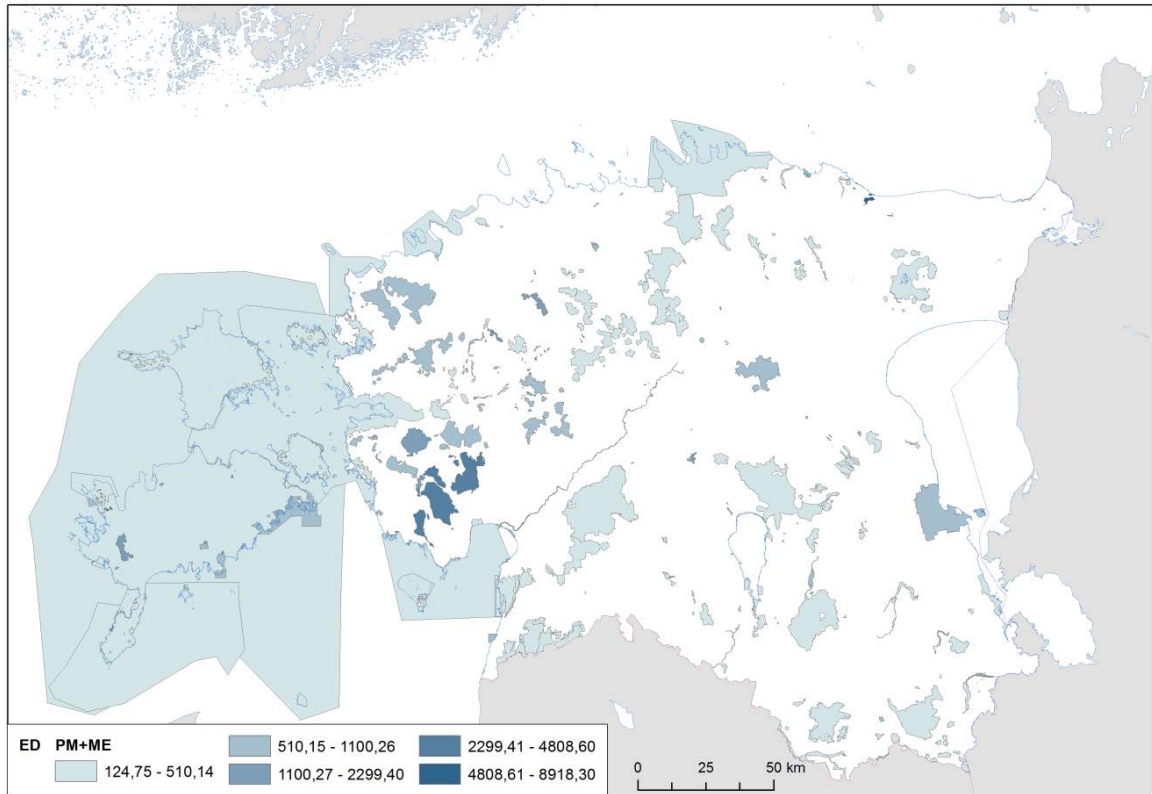 ED PM+ME
124,75 - 510,14
510,15 - 1100,26
1100,27 - 2299,40
2299,41 - 4808,60
4808,61 - 8918,30
0 25 50 km